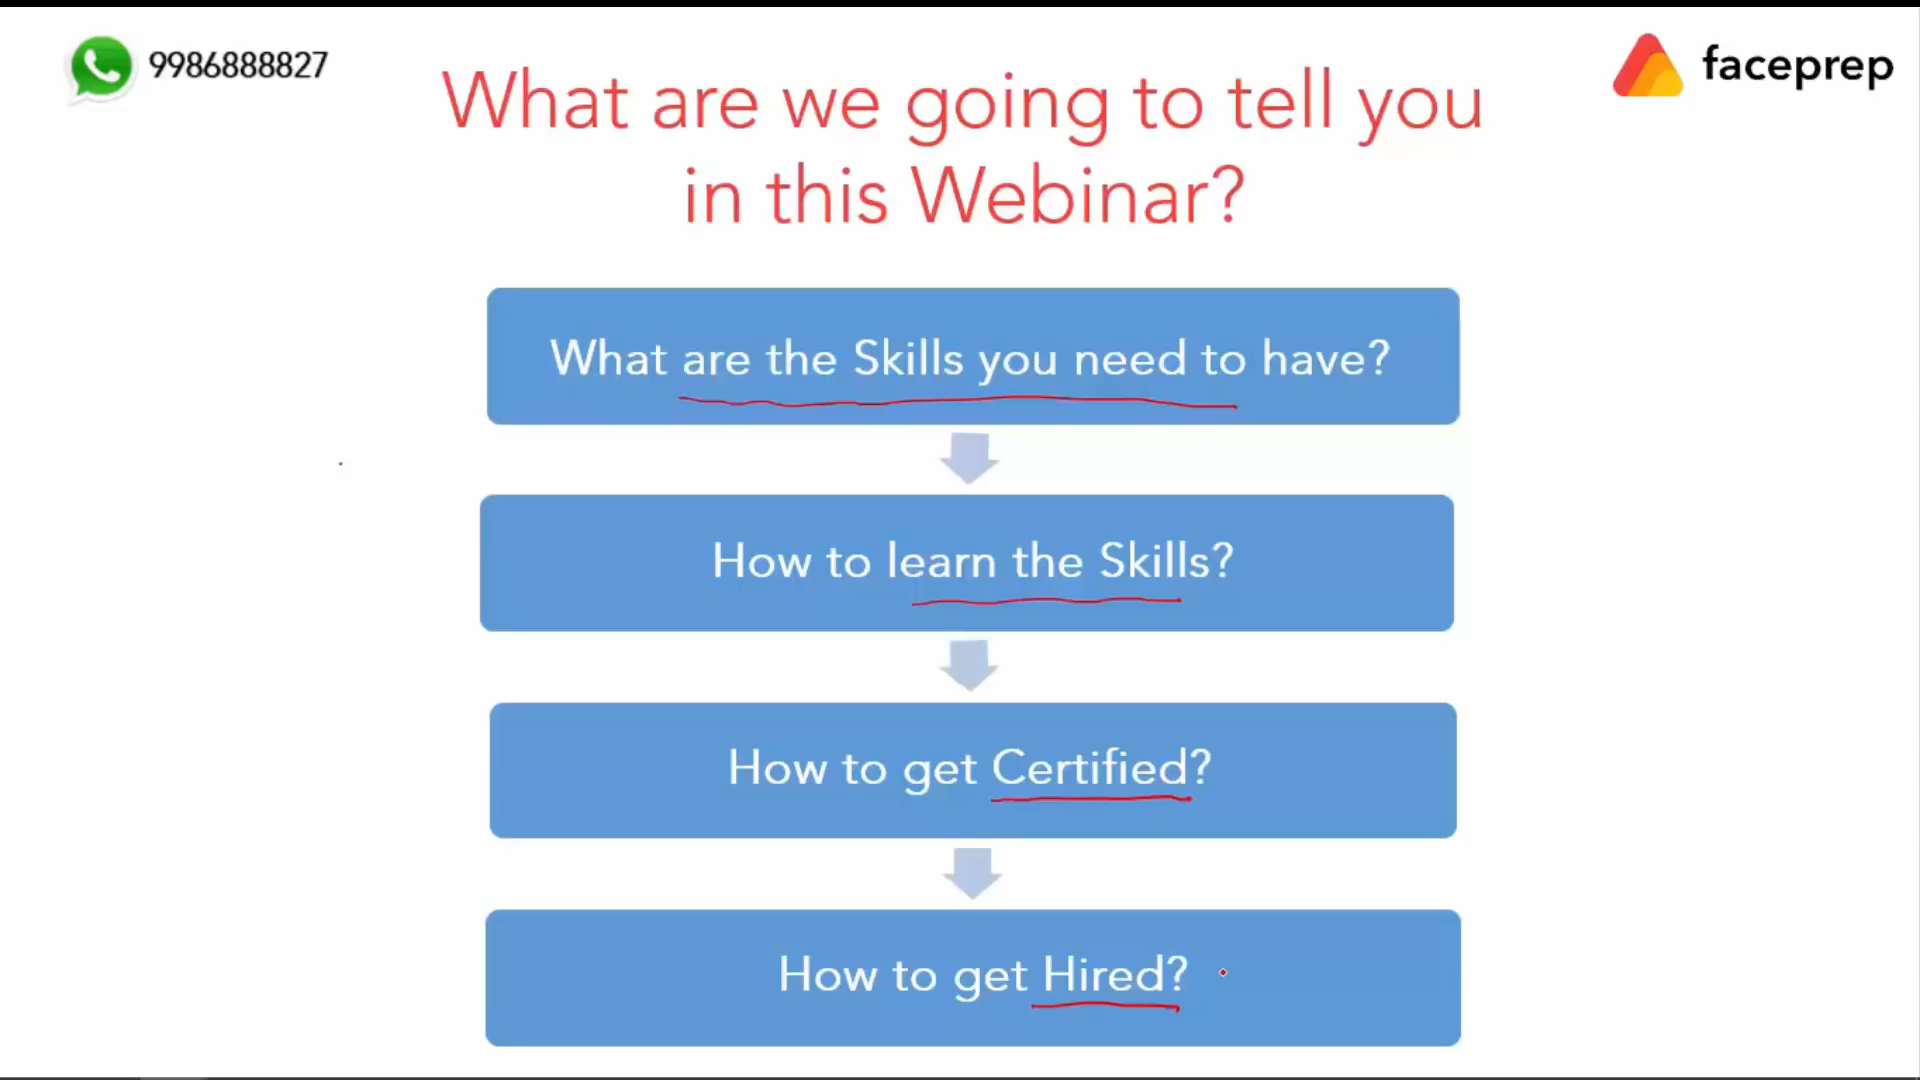 9986888827
faceprep
What are we going to tell you
in this Webinar?
What are the Skills you need to have?
How to learn the Skills?
How to get Certified?
How to get Hired?